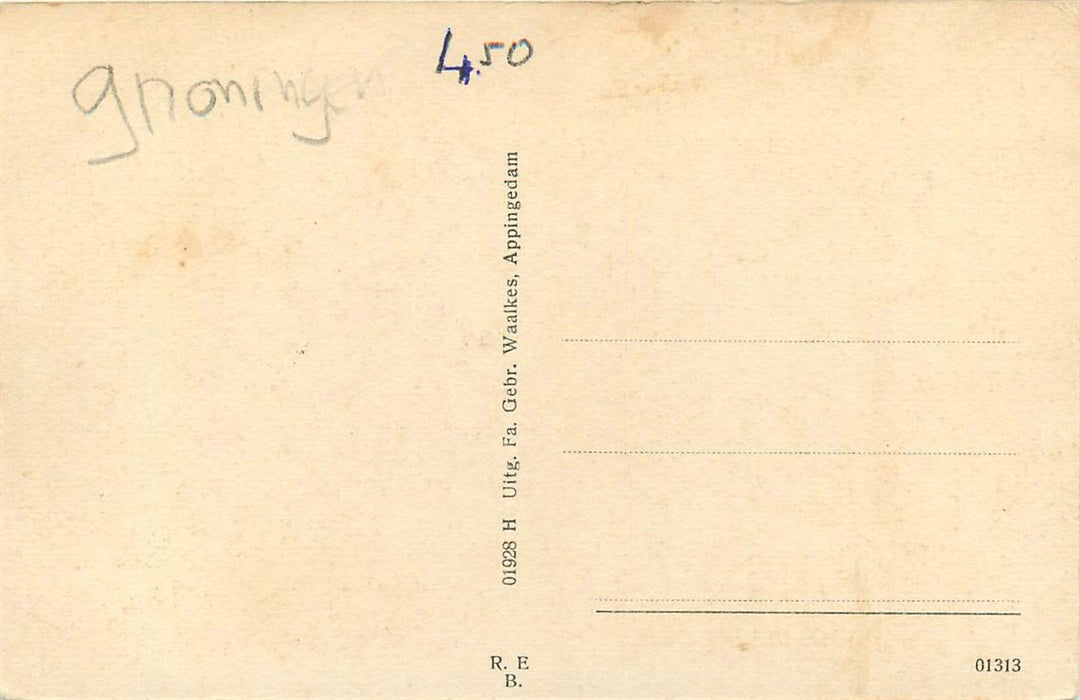 groningen
4.50
01928 H Uitg. Fa. Gebr. Waalkes, Appingedam
R. E
B.
01313